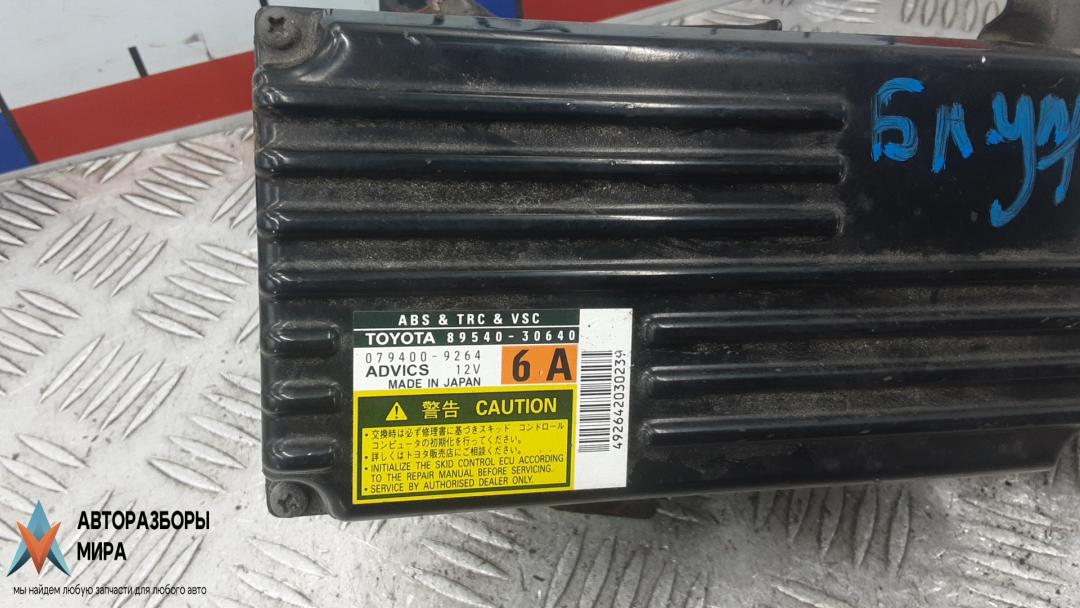 Бл упр
ABS & TRC & VSC
TOYOTA 89540-30640
079400-9264
ADVICS 12V
MADE IN JAPAN
6 A
492642030239
警告 CAUTION
・交換時は必ず修理書に基づきスキッド コントロール
コンピュータの初期化を行ってください。
・詳しくはトヨタ販売店にご相談ください。
・INITIALIZE THE SKID CONTROL ECU ACCORDING
TO THE REPAIR MANUAL BEFORE SERVICING.
・SERVICE BY AUTHORISED DEALER ONLY.
АВТОРАЗБОРЫ
МИРА
мы найдем любую запчасти для любого авто